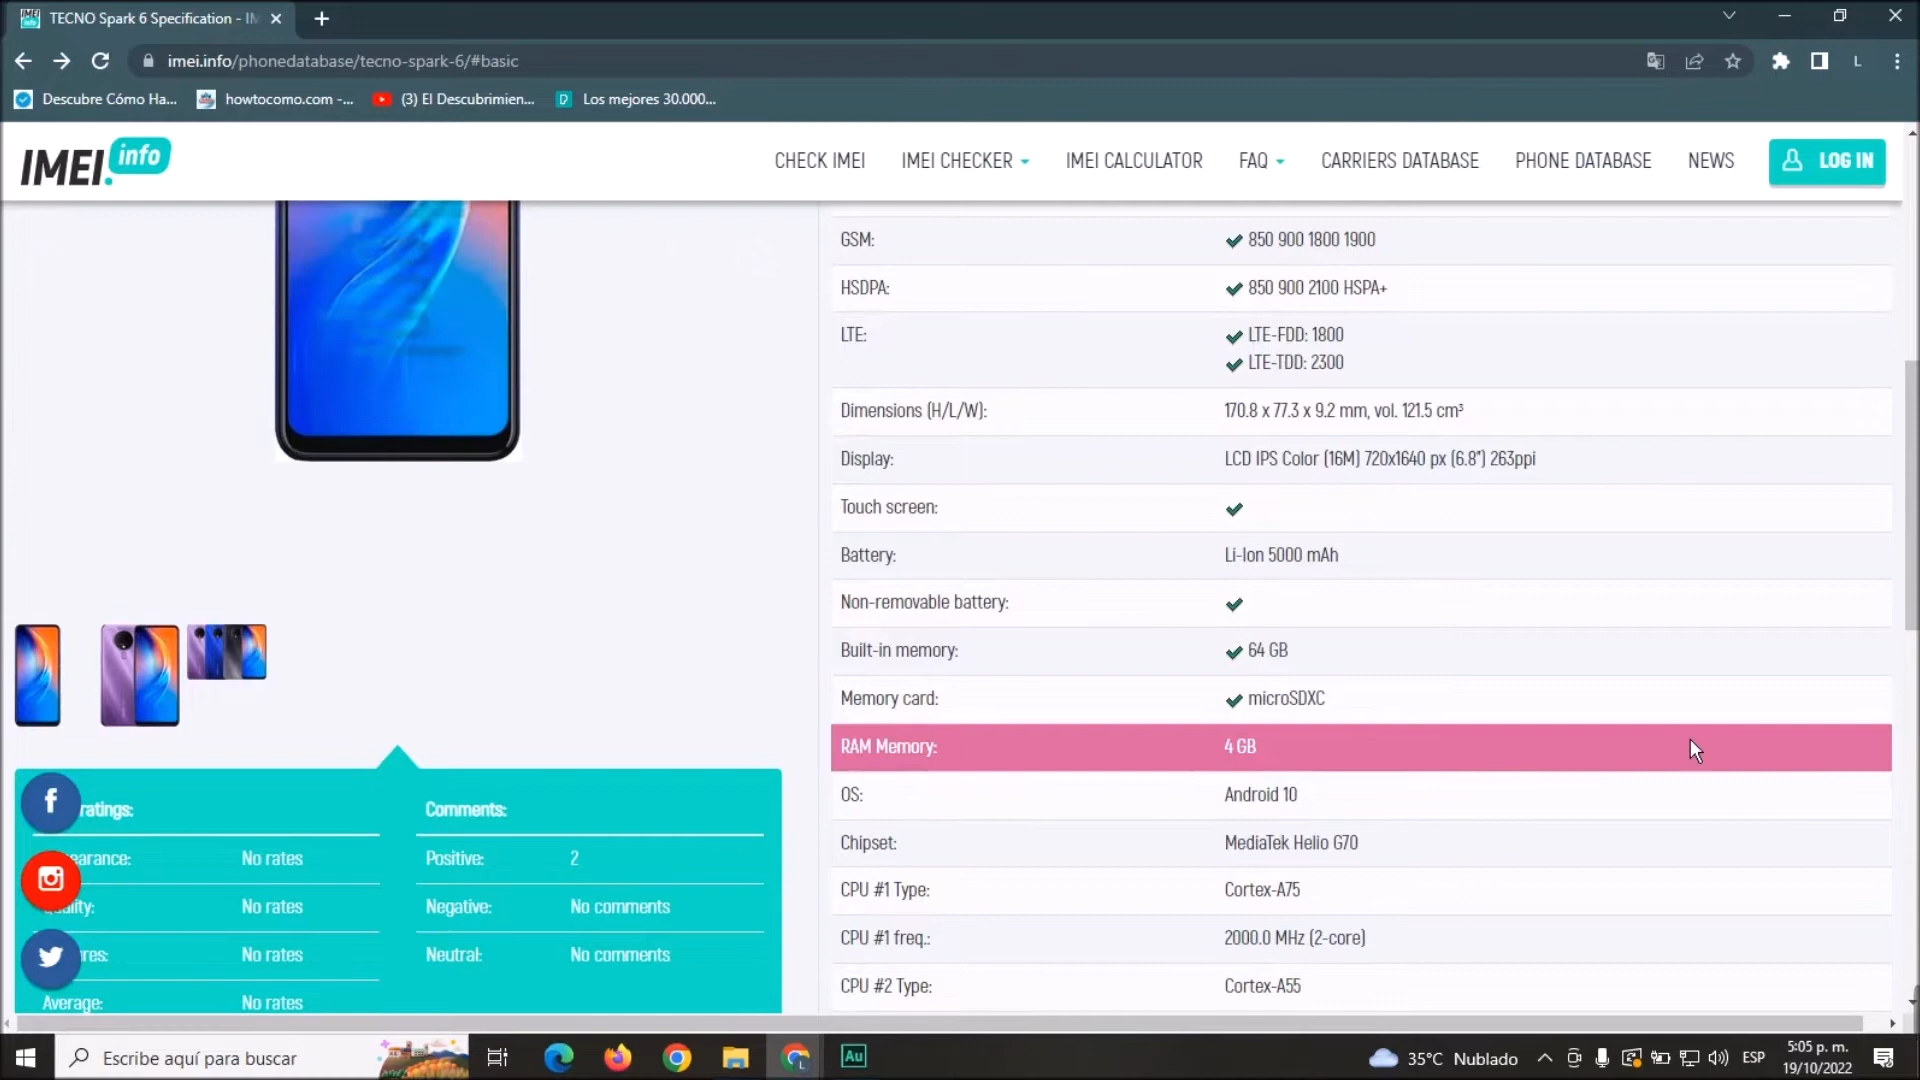 TECNO Spark 6 Specification - IM
imei.info/phonedatabase/tecno-spark-6/#basic
L
Descubre Cómo Ha...
howtocomo.com -...
(3) El Descubrimien...
Los mejores 30.000...
IMEI.info
CHECK IMEI
IMEI CHECKER
IMEI CALCULATOR
FAQ
CARRIERS DATABASE
PHONE DATABASE
NEWS
LOG IN
GSM: 850 900 1800 1900
HSDPA: 850 900 2100 HSPA+
LTE: LTE-FDD: 1800
LTE-TDD: 2300
Dimensions (H/L/W): 170.8 x 77.3 x 9.2 mm, vol. 121.5 cm³
Display: LCD IPS Color (16M) 720x1640 px (6.8") 263ppi
Touch screen:
Battery: Li-Ion 5000 mAh
Non-removable battery:
Built-in memory: 64 GB
Memory card: microSDXC
RAM Memory: 4 GB
OS: Android 10
Chipset: MediaTek Helio G70
CPU #1 Type: Cortex-A75
CPU #1 freq.: 2000.0 MHz (2-core)
CPU #2 Type: Cortex-A55
ratings:
earance: No rates
ality: No rates
res: No rates
Average: No rates
Comments:
Positive: 2
Negative: No comments
Neutral: No comments
Escribe aquí para buscar
Au
35°C Nublado
ESP
5:05 p. m.
19/10/2022